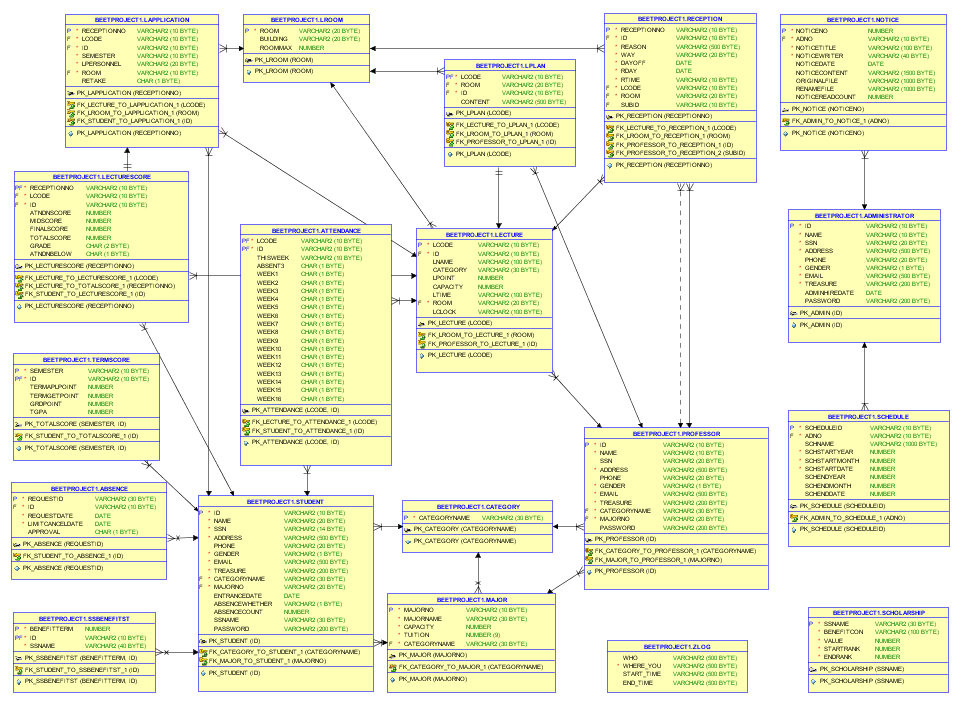 BEETPROJECT1.LAPPLICATION
P * RECEPTIONNO VARCHAR2 (10 BYTE)
F * LCODE VARCHAR2 (10 BYTE)
F * ID VARCHAR2 (10 BYTE)
* SEMESTER VARCHAR2 (10 BYTE)
* LPERSONNEL VARCHAR2 (20 BYTE)
F * ROOM VARCHAR2 (20 BYTE)
* RETAKE CHAR (1 BYTE)
PK_LAPPLICATION (RECEPTIONNO)
FK_LECTURE_TO_LAPPLICATION_1 (LCODE)
FK_LROOM_TO_LAPPLICATION_1 (ROOM)
FK_STUDENT_TO_LAPPLICATION_1 (ID)
PK_LAPPLICATION (RECEPTIONNO)
BEETPROJECT1.LROOM
P * ROOM VARCHAR2 (20 BYTE)
BUILDING VARCHAR2 (20 BYTE)
ROOMMAX NUMBER
PK_LROOM (ROOM)
PK_LROOM (ROOM)
BEETPROJECT1.LPLAN
PF * LCODE VARCHAR2 (10 BYTE)
F * ROOM VARCHAR2 (20 BYTE)
F * ID VARCHAR2 (10 BYTE)
CONTENT VARCHAR2 (500 BYTE)
PK_LPLAN (LCODE)
FK_LECTURE_TO_LPLAN_1 (LCODE)
FK_LROOM_TO_LPLAN_1 (ROOM)
FK_PROFESSOR_TO_LPLAN_1 (ID)
PK_LPLAN (LCODE)
BEETPROJECT1.RECEPTION
P * RECEPTIONNO VARCHAR2 (10 BYTE)
F * ID VARCHAR2 (10 BYTE)
* REASON VARCHAR2 (500 BYTE)
* WAY VARCHAR2 (20 BYTE)
* DAYOFF DATE
* RDAY DATE
* RTIME VARCHAR2 (10 BYTE)
F * LCODE VARCHAR2 (10 BYTE)
F * ROOM VARCHAR2 (20 BYTE)
F SUBID VARCHAR2 (10 BYTE)
PK_RECEPTION (RECEPTIONNO)
FK_LECTURE_TO_RECEPTION_1 (LCODE)
FK_LROOM_TO_RECEPTION_1 (ROOM)
FK_PROFESSOR_TO_RECEPTION_1 (ID)
FK_PROFESSOR_TO_RECEPTION_2 (SUBID)
PK_RECEPTION (RECEPTIONNO)
BEETPROJECT1.NOTICE
P * NOTICENO NUMBER
F * ADNO VARCHAR2 (10 BYTE)
* NOTICETITLE VARCHAR2 (100 BYTE)
* NOTICEWRITER VARCHAR2 (40 BYTE)
* NOTICEDATE DATE
* NOTICECONTENT VARCHAR2 (1500 BYTE)
ORIGINALFILE VARCHAR2 (1000 BYTE)
RENAMEFILE VARCHAR2 (1000 BYTE)
NOTICEREADCOUNT NUMBER
PK_NOTICE (NOTICENO)
FK_ADMIN_TO_NOTICE_1 (ADNO)
PK_NOTICE (NOTICENO)
BEETPROJECT1.LECTURESCORE
PF * RECEPTIONNO VARCHAR2 (10 BYTE)
F * LCODE VARCHAR2 (10 BYTE)
F * ID VARCHAR2 (10 BYTE)
ATNDNSCORE NUMBER
MIDSCORE NUMBER
FINALSCORE NUMBER
TOTALSCORE NUMBER
GRADE CHAR (2 BYTE)
ATNDNBELOW CHAR (1 BYTE)
PK_LECTURESCORE (RECEPTIONNO)
FK_LECTURE_TO_LECTURESCORE_1 (LCODE)
FK_LECTURE_TO_TOTALSCORE_1 (RECEPTIONNO)
FK_STUDENT_TO_LECTURESCORE_1 (ID)
PK_LECTURESCORE (RECEPTIONNO)
BEETPROJECT1.ATTENDANCE
PF * LCODE VARCHAR2 (10 BYTE)
PF * ID VARCHAR2 (10 BYTE)
THISWEEK VARCHAR2 (10 BYTE)
ABSENT3 CHAR (1 BYTE)
WEEK1 CHAR (1 BYTE)
WEEK2 CHAR (1 BYTE)
WEEK3 CHAR (1 BYTE)
WEEK4 CHAR (1 BYTE)
WEEK5 CHAR (1 BYTE)
WEEK6 CHAR (1 BYTE)
WEEK7 CHAR (1 BYTE)
WEEK8 CHAR (1 BYTE)
WEEK9 CHAR (1 BYTE)
WEEK10 CHAR (1 BYTE)
WEEK11 CHAR (1 BYTE)
WEEK12 CHAR (1 BYTE)
WEEK13 CHAR (1 BYTE)
WEEK14 CHAR (1 BYTE)
WEEK15 CHAR (1 BYTE)
WEEK16 CHAR (1 BYTE)
PK_ATTENDANCE (LCODE, ID)
FK_LECTURE_TO_ATTENDANCE_1 (LCODE)
FK_STUDENT_TO_ATTENDANCE_1 (ID)
PK_ATTENDANCE (LCODE, ID)
BEETPROJECT1.LECTURE
P * LCODE VARCHAR2 (10 BYTE)
F * ID VARCHAR2 (10 BYTE)
* LNAME VARCHAR2 (100 BYTE)
* CATEGORY VARCHAR2 (30 BYTE)
* LPOINT NUMBER
* CAPACITY NUMBER
* LTIME VARCHAR2 (100 BYTE)
F * ROOM VARCHAR2 (20 BYTE)
* LCLOCK VARCHAR2 (100 BYTE)
PK_LECTURE (LCODE)
FK_LROOM_TO_LECTURE_1 (ROOM)
FK_PROFESSOR_TO_LECTURE_1 (ID)
PK_LECTURE (LCODE)
BEETPROJECT1.ADMINISTRATOR
P * ID VARCHAR2 (10 BYTE)
* NAME VARCHAR2 (10 BYTE)
* SSN VARCHAR2 (20 BYTE)
* ADDRESS VARCHAR2 (500 BYTE)
PHONE VARCHAR2 (20 BYTE)
* GENDER VARCHAR2 (1 BYTE)
* EMAIL VARCHAR2 (500 BYTE)
* TREASURE VARCHAR2 (200 BYTE)
ADMINHIREDATE DATE
PASSWORD VARCHAR2 (200 BYTE)
PK_ADMIN (ID)
PK_ADMIN (ID)
BEETPROJECT1.TERMSCORE
P * SEMESTER VARCHAR2 (10 BYTE)
PF * ID VARCHAR2 (10 BYTE)
TERMAPLPOINT NUMBER
TERMGETPOINT NUMBER
GRDPOINT NUMBER
TGPA NUMBER
PK_TOTALSCORE (SEMESTER, ID)
FK_STUDENT_TO_TOTALSCORE_1 (ID)
PK_TOTALSCORE (SEMESTER, ID)
BEETPROJECT1.PROFESSOR
P * ID VARCHAR2 (10 BYTE)
* NAME VARCHAR2 (10 BYTE)
SSN VARCHAR2 (20 BYTE)
* ADDRESS VARCHAR2 (500 BYTE)
PHONE VARCHAR2 (20 BYTE)
* GENDER VARCHAR2 (1 BYTE)
* EMAIL VARCHAR2 (500 BYTE)
* TREASURE VARCHAR2 (200 BYTE)
F * CATEGORYNAME VARCHAR2 (30 BYTE)
F * MAJORNO VARCHAR2 (20 BYTE)
PASSWORD VARCHAR2 (200 BYTE)
PK_PROFESSOR (ID)
FK_CATEGORY_TO_PROFESSOR_1 (CATEGORYNAME)
FK_MAJOR_TO_PROFESSOR_1 (MAJORNO)
PK_PROFESSOR (ID)
BEETPROJECT1.SCHEDULE
P * SCHEDULEID VARCHAR2 (10 BYTE)
F * ADNO VARCHAR2 (10 BYTE)
SCHNAME VARCHAR2 (1000 BYTE)
* SCHSTARTYEAR NUMBER
* SCHSTARTMONTH NUMBER
* SCHSTARTDATE NUMBER
SCHENDYEAR NUMBER
SCHENDMONTH NUMBER
SCHENDDATE NUMBER
PK_SCHEDULE (SCHEDULEID)
FK_ADMIN_TO_SCHEDULE_1 (ADNO)
PK_SCHEDULE (SCHEDULEID)
BEETPROJECT1.ABSENCE
P * REQUESTID VARCHAR2 (30 BYTE)
F * ID VARCHAR2 (10 BYTE)
* REQUESTDATE DATE
* LIMITCANCELDATE DATE
APPROVAL CHAR (1 BYTE)
PK_ABSENCE (REQUESTID)
FK_STUDENT_TO_ABSENCE_1 (ID)
PK_ABSENCE (REQUESTID)
BEETPROJECT1.STUDENT
P * ID VARCHAR2 (10 BYTE)
* NAME VARCHAR2 (20 BYTE)
* SSN VARCHAR2 (14 BYTE)
* ADDRESS VARCHAR2 (500 BYTE)
PHONE VARCHAR2 (20 BYTE)
* GENDER VARCHAR2 (1 BYTE)
* EMAIL VARCHAR2 (500 BYTE)
* TREASURE VARCHAR2 (200 BYTE)
F * CATEGORYNAME VARCHAR2 (30 BYTE)
F * MAJORNO VARCHAR2 (20 BYTE)
ENTRANCEDATE DATE
ABSENCEWHETHER VARCHAR2 (1 BYTE)
ABSENCECOUNT NUMBER
SSNAME VARCHAR2 (30 BYTE)
PASSWORD VARCHAR2 (200 BYTE)
PK_STUDENT (ID)
FK_CATEGORY_TO_STUDENT_1 (CATEGORYNAME)
FK_MAJOR_TO_STUDENT_1 (MAJORNO)
PK_STUDENT (ID)
BEETPROJECT1.CATEGORY
P * CATEGORYNAME VARCHAR2 (30 BYTE)
PK_CATEGORY (CATEGORYNAME)
PK_CATEGORY (CATEGORYNAME)
BEETPROJECT1.MAJOR
P * MAJORNO VARCHAR2 (10 BYTE)
* MAJORNAME VARCHAR2 (20 BYTE)
* CAPACITY NUMBER
* TUITION NUMBER (9)
F * CATEGORYNAME VARCHAR2 (30 BYTE)
PK_MAJOR (MAJORNO)
FK_CATEGORY_TO_MAJOR_1 (CATEGORYNAME)
PK_MAJOR (MAJORNO)
BEETPROJECT1.SSBENEFITST
P * BENEFITTERM NUMBER
PF * ID VARCHAR2 (10 BYTE)
* SSNAME VARCHAR2 (40 BYTE)
PK_SSBENEFITST (BENEFITTERM, ID)
FK_STUDENT_TO_SSBENEFITST_1 (ID)
PK_SSBENEFITST (BENEFITTERM, ID)
BEETPROJECT1.ZLOG
WHO VARCHAR2 (500 BYTE)
* WHERE_YOU VARCHAR2 (500 BYTE)
START_TIME VARCHAR2 (500 BYTE)
END_TIME VARCHAR2 (500 BYTE)
BEETPROJECT1.SCHOLARSHIP
P * SSNAME VARCHAR2 (30 BYTE)
* BENEFITCON VARCHAR2 (100 BYTE)
* VALUE NUMBER
* STARTRANK NUMBER
* ENDRANK NUMBER
PK_SCHOLARSHIP (SSNAME)
PK_SCHOLARSHIP (SSNAME)